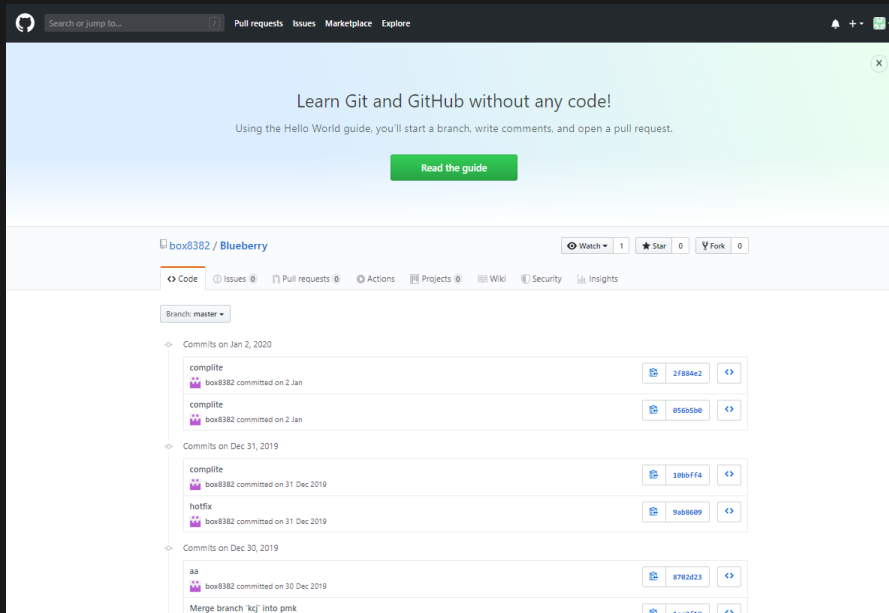 Search or jump to... /
Pull requests Issues Marketplace Explore
Learn Git and GitHub without any code!
Using the Hello World guide, you'll start a branch, write comments, and open a pull request.
Read the guide
box8382 / Blueberry
Watch 1 Star 0 Fork 0
Code Issues 0 Pull requests 0 Actions Projects 0 Wiki Security Insights
Branch: master
Commits on Jan 2, 2020
complite
2f884e2
box8382 committed on 2 Jan
complite
056b5b0
box8382 committed on 2 Jan
Commits on Dec 31, 2019
complite
10bbff4
box8382 committed on 31 Dec 2019
hotfix
9ab8609
box8382 committed on 31 Dec 2019
Commits on Dec 30, 2019
aa
8702d23
box8382 committed on 30 Dec 2019
Merge branch 'kcj' into pmk